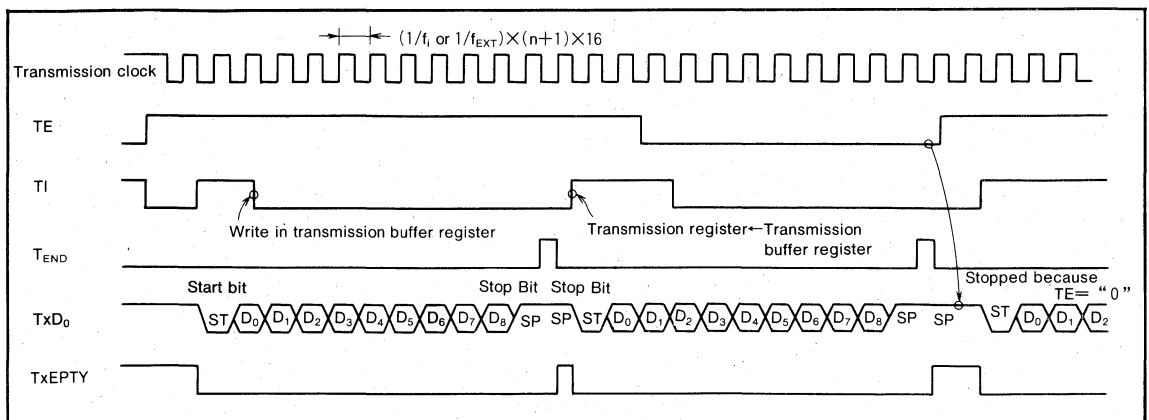 (1/fi or 1/fEXT)×(n+1)×16
Transmission clock
TE
TI
Write in transmission buffer register
Transmission register←Transmission
buffer register
TEND
Stopped because
TE= "0"
Start bit
Stop Bit Stop Bit
TxD0
ST D0 D1 D2 D3 D4 D5 D6 D7 D8 SP SP ST D0 D1 D2 D3 D4 D5 D6 D7 D8 SP SP ST D0 D1 D2
TxEPTY